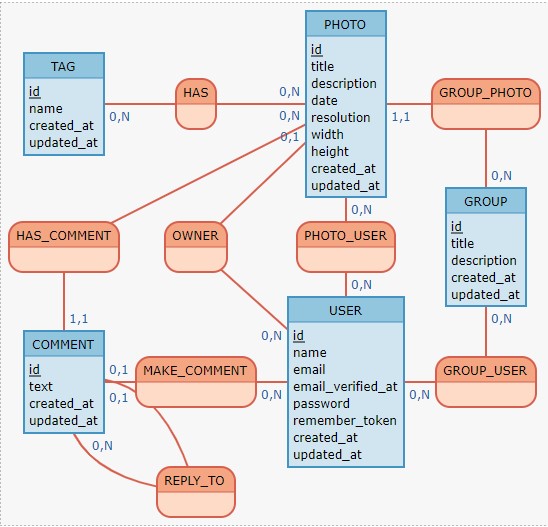 PHOTO
id
title
description
date
resolution
width
height
created_at
updated_at
TAG
id
name
created_at
updated_at
HAS
0,N
0,N
0,N
0,1
1,1
GROUP_PHOTO
0,N
0,N
HAS_COMMENT
OWNER
PHOTO_USER
GROUP
id
title
description
created_at
updated_at
0,N
1,1
0,N
0,N
COMMENT
id
text
created_at
updated_at
0,1
0,1
0,N
MAKE_COMMENT
0,N
USER
id
name
email
email_verified_at
password
remember_token
created_at
updated_at
0,N
GROUP_USER
REPLY_TO